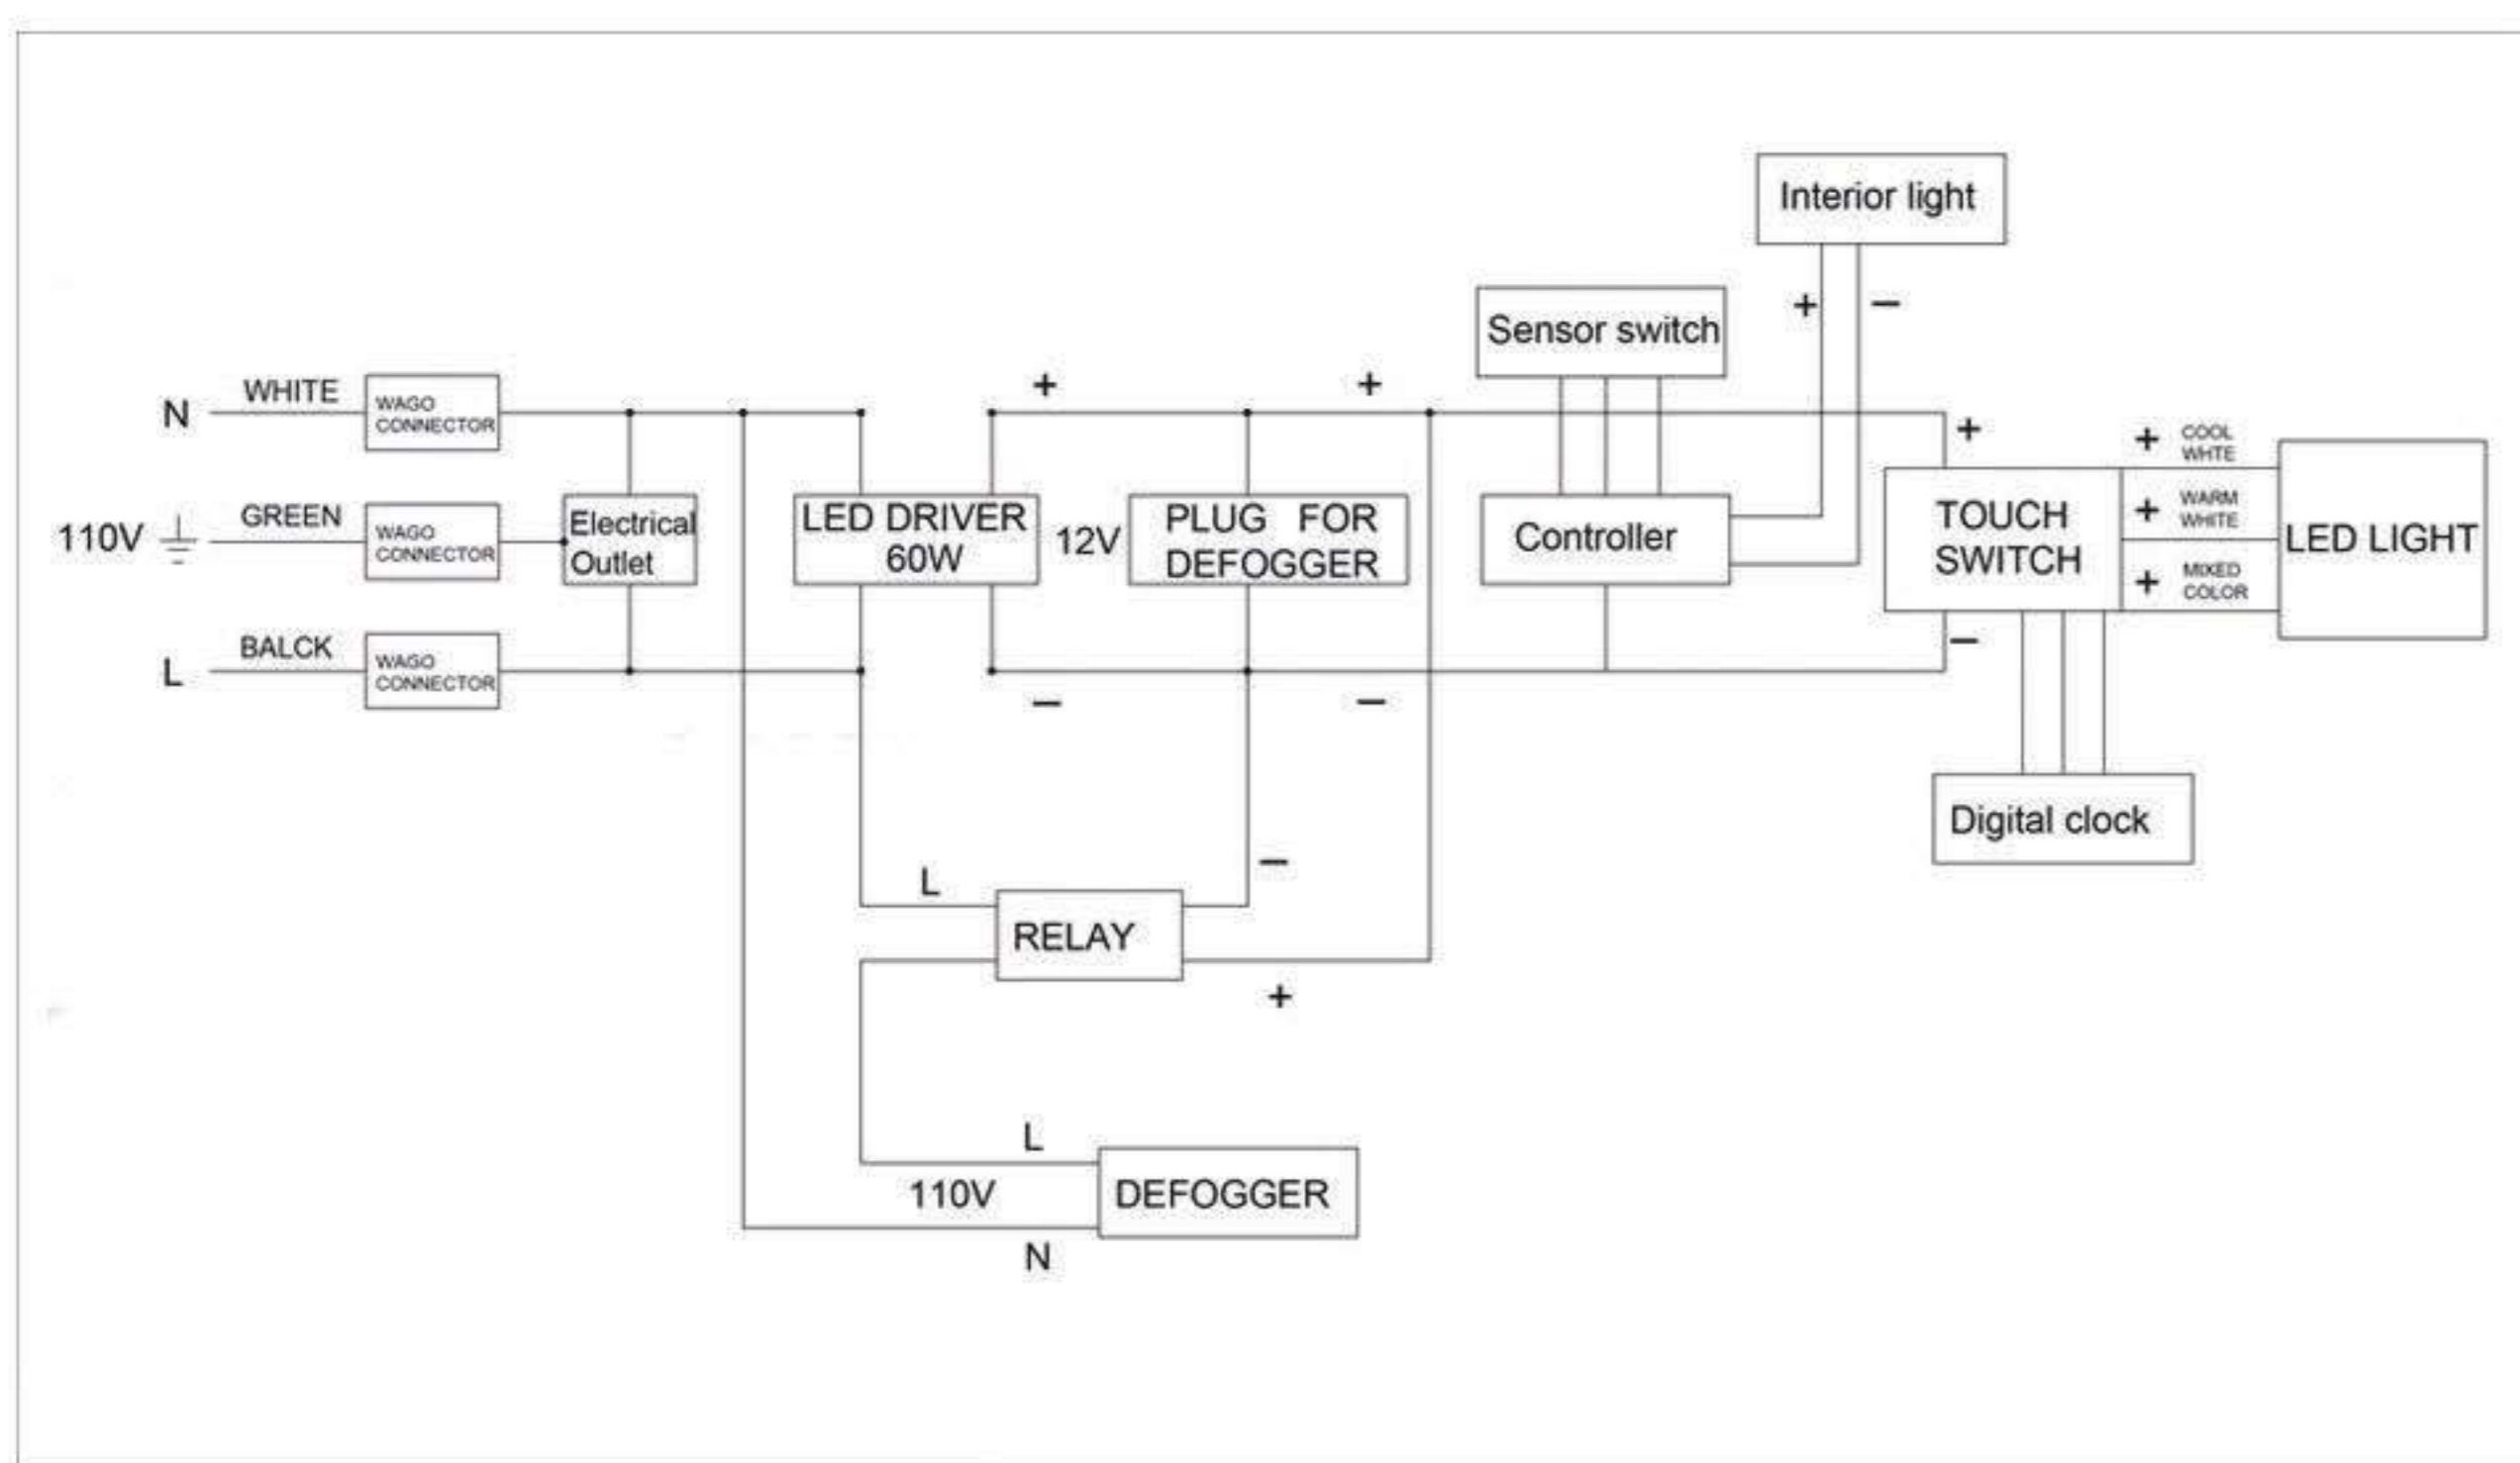 Interior light
+ −
Sensor switch
N WHITE
WAGO
CONNECTOR
+ +
110V GREEN
WAGO
CONNECTOR
Electrical
Outlet
LED DRIVER
60W
12V
PLUG FOR
DEFOGGER
Controller
+
TOUCH
SWITCH
−
+ COOL
WHTE
+ WARM
WHITE
+ MIXED
COLOR
LED LIGHT
L BALCK
WAGO
CONNECTOR
− −
Digital clock
L
RELAY
−
+
L
110V
N
DEFOGGER